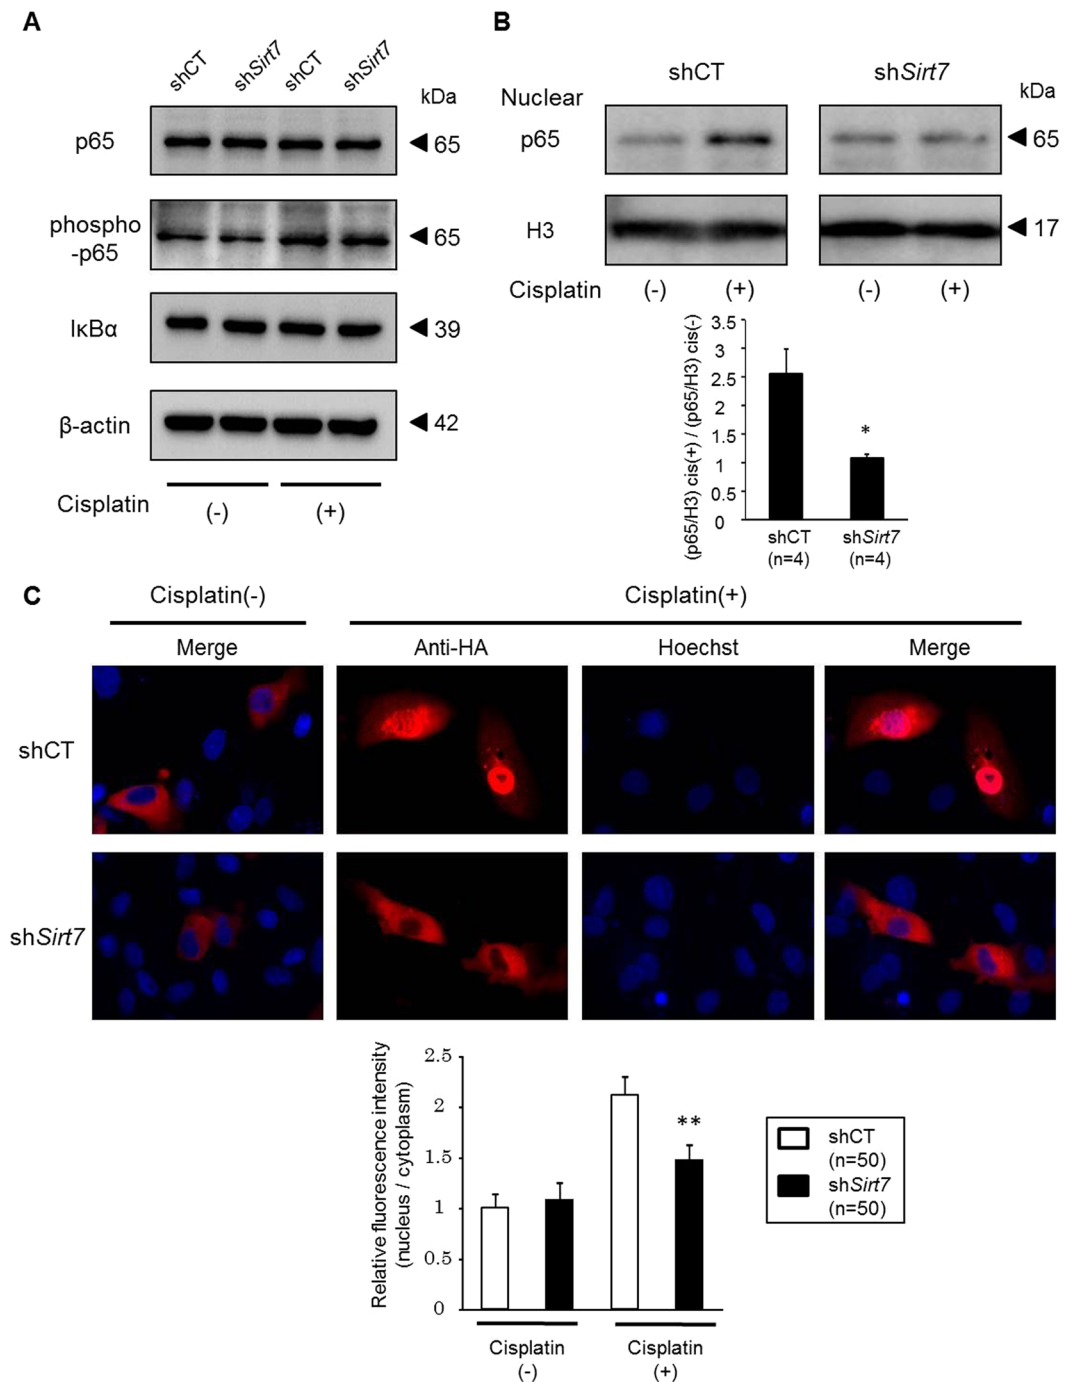 A
shCT
shSirt7
shCT
shSirt7
kDa
p65
65
phospho
-p65
65
IκBα
39
β-actin
42
Cisplatin
(-)
(+)
B
shCT
shSirt7
Nuclear
kDa
p65
65
H3
17
Cisplatin
(-)
(+)
(-)
(+)
(p65/H3) cis(+) / (p65/H3) cis(-)
3.5
3
2.5
2
1.5
1
0.5
0
*
shCT
(n=4)
shSirt7
(n=4)
C
Cisplatin(-)
Cisplatin(+)
Merge
Anti-HA
Hoechst
Merge
shCT
shSirt7
Relative fluorescence intensity
(nucleus / cytoplasm)
2.5
2
1.5
1
0.5
0
**
Cisplatin
(-)
Cisplatin
(+)
shCT
(n=50)
shSirt7
(n=50)